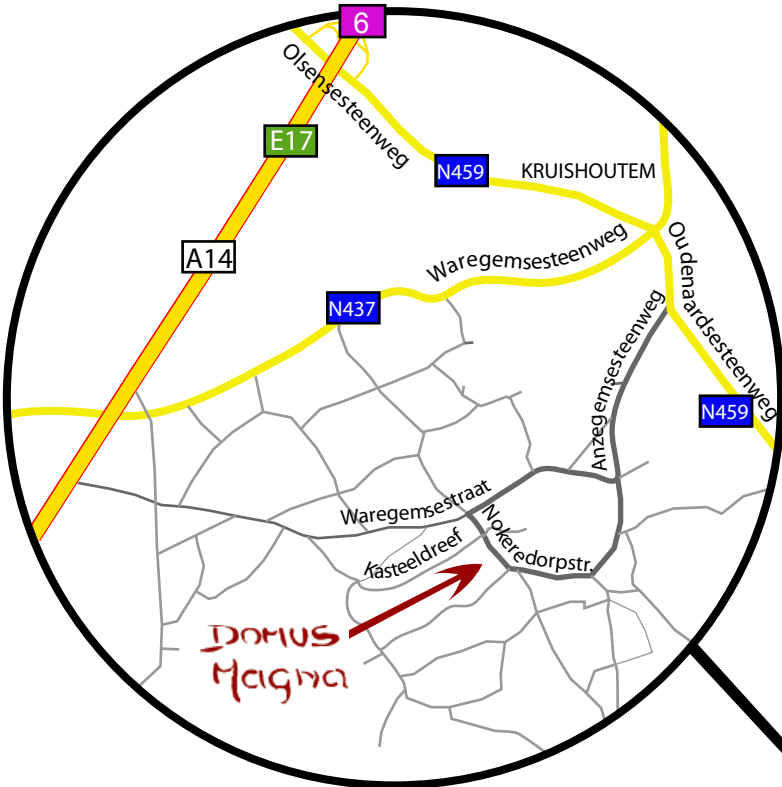 6
Olsensesteenweg
E17
N459
KRUISHOUTEM
A14
Waregemsesteenweg
Oudenaardsesteenweg
N437
Anzegemsesteenweg
N459
Waregemsestraat
Nokeredorpstr.
Kasteeldreef
DOMUS
Magna